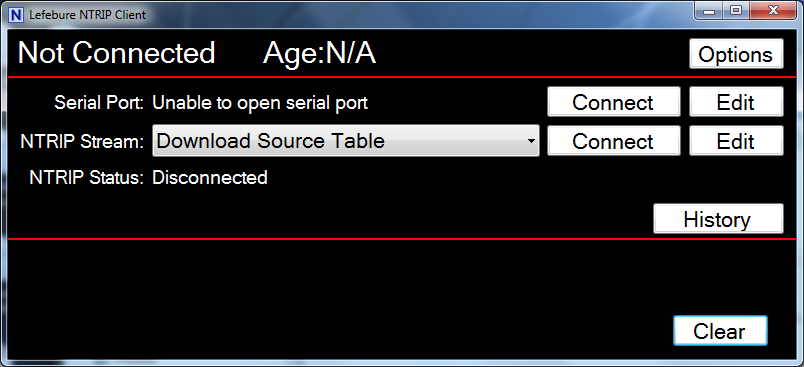 N Lefebure NTRIP Client
Not Connected Age:N/A Options
Serial Port: Unable to open serial port Connect Edit
NTRIP Stream: Download Source Table Connect Edit
NTRIP Status: Disconnected
History
Clear